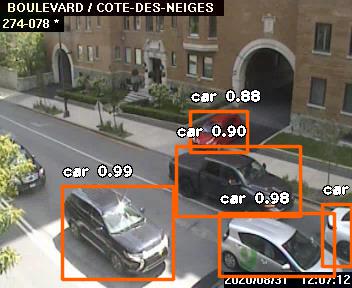 BOULEVARD / COTE-DES-NEIGES
274-078 *
car 0.88
car 0.90
car 0.99
car 0.98
car
2020/08/31 12:07:12